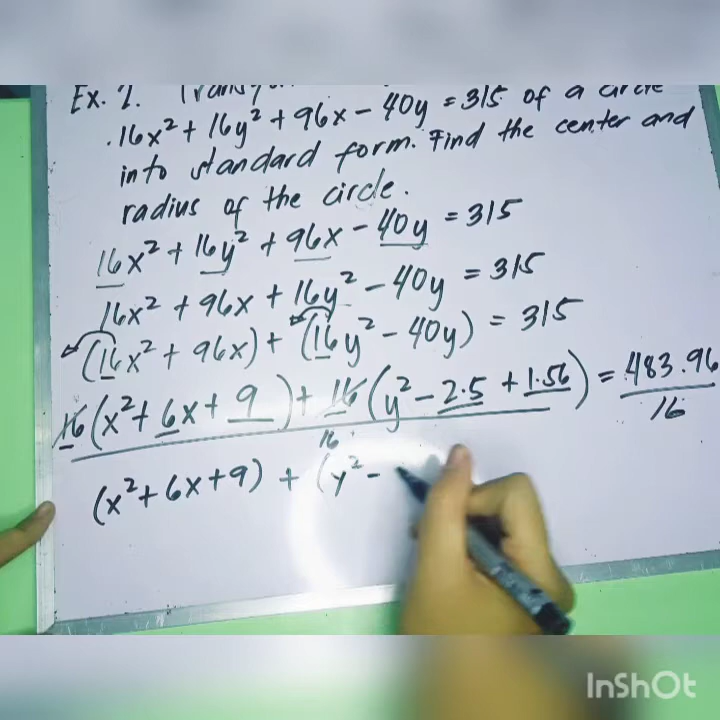 Ex. 2. Transf
16x² + 16y² + 96x - 40y = 315 of a circle
into standard form. Find the center and
radius of the circle.
16x² + 16y² + 96x - 40y = 315
16x² + 96x + 16y² - 40y = 315
(16x² + 96x) + (16y² - 40y) = 315
16(x² + 6x + 9) + 16(y² - 2.5 + 1.56) = 483.96
16 16
(x² + 6x + 9) + (y² -
InShOt